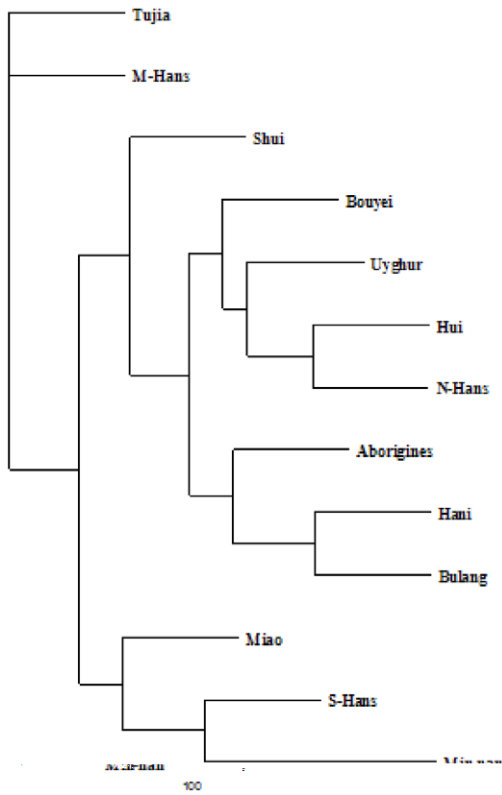 Tujia
M-Hans
Shui
Bouyei
Uyghur
Hui
N-Hans
Aborigines
Hani
Bulang
Miao
S-Hans
100